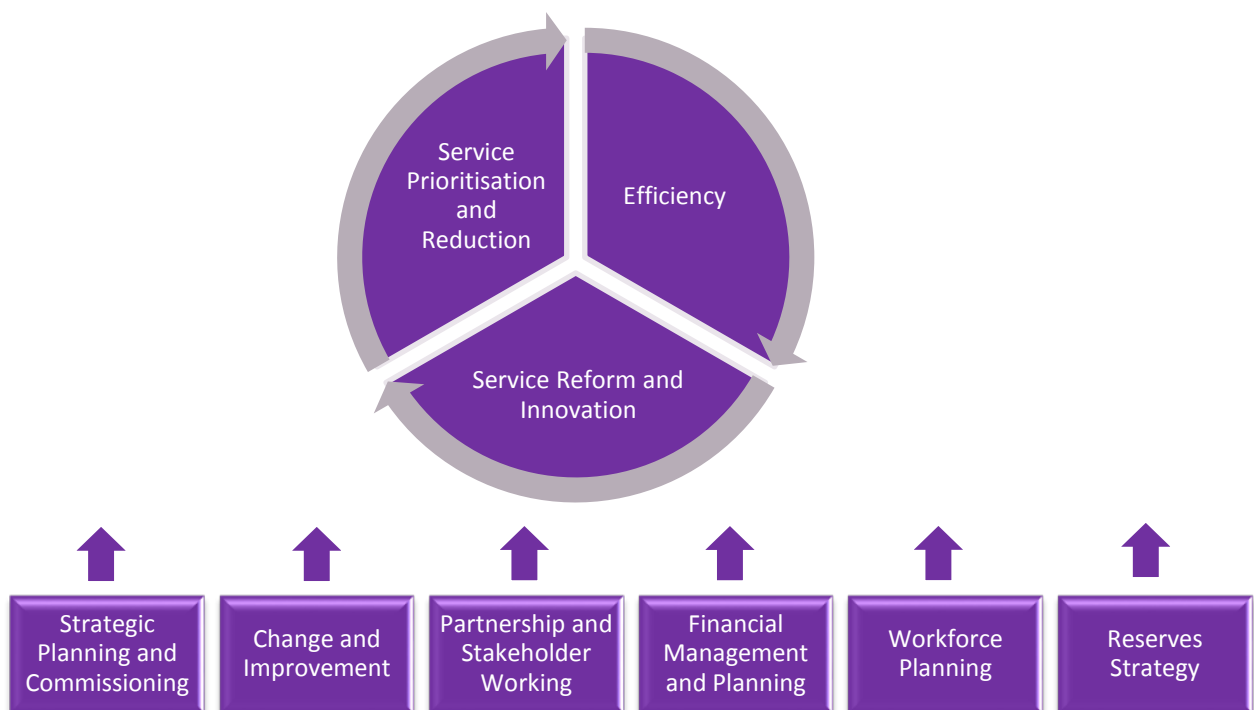 Service
Prioritisation
and
Reduction
Efficiency
Service Reform and
Innovation
Strategic
Planning and
Commissioning
Change and
Improvement
Partnership and
Stakeholder
Working
Financial
Management
and Planning
Workforce
Planning
Reserves
Strategy